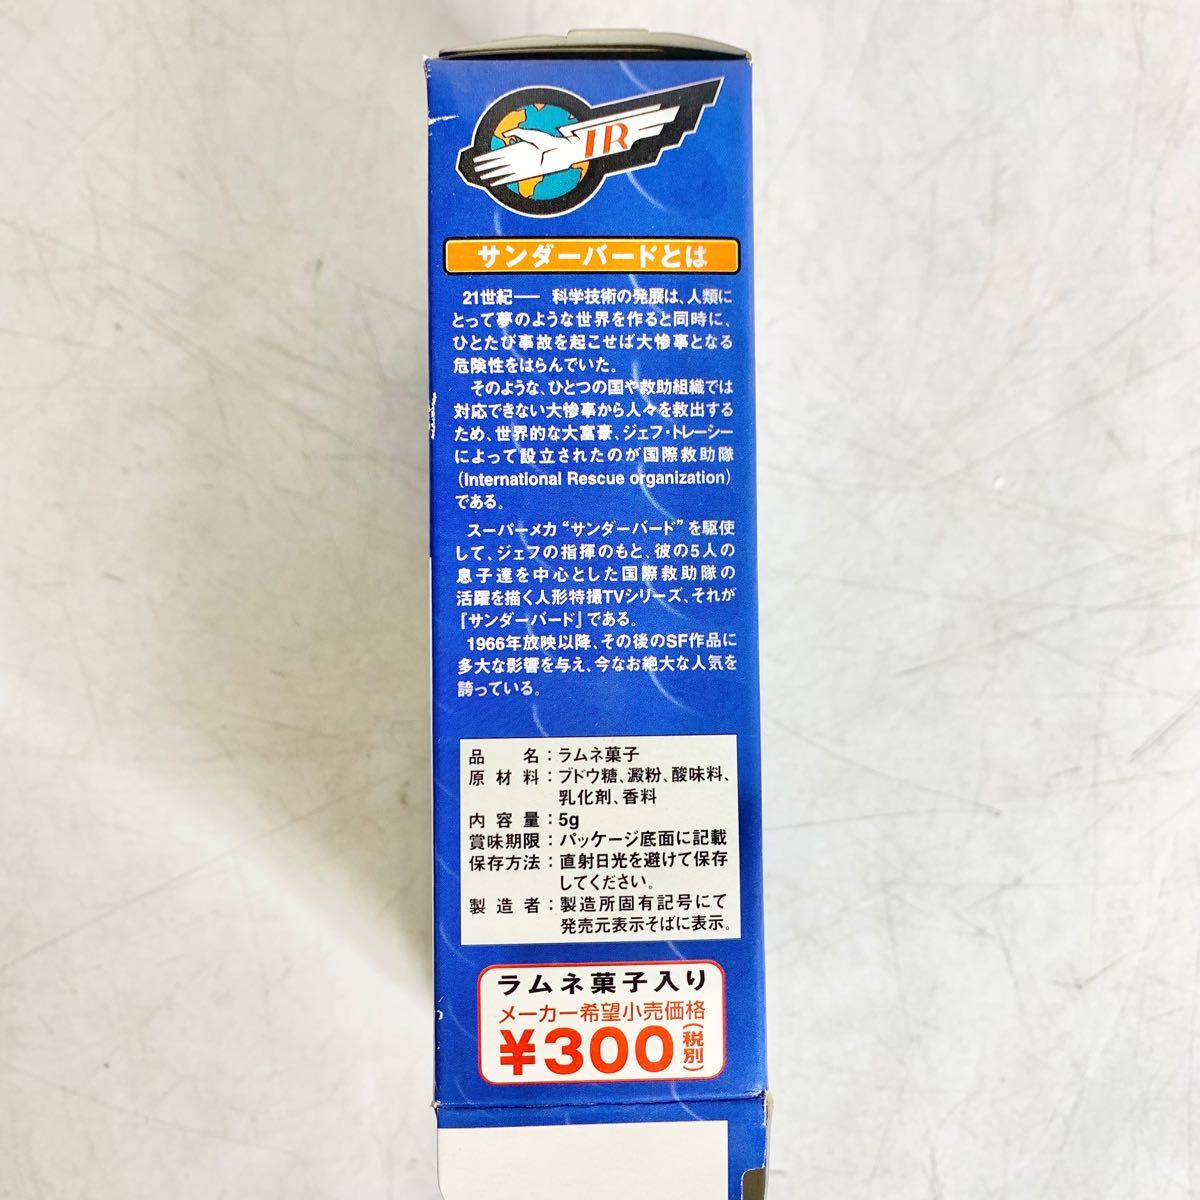 IR
サンダーバードとは
21世紀── 科学技術の発展は、人類に
とって夢のような世界を作ると同時に、
ひとたび事故を起こせば大惨事となる
危険性をはらんでいた。
そのような、ひとつの国や救助組織では
対応できない大惨事から人々を救出する
ため、世界的な大富豪、ジェフ・トレーシー
によって設立されたのが国際救助隊
(International Rescue organization)
である。
スーパーメカ“サンダーバード”を駆使
して、ジェフの指揮のもと、彼の5人の
息子達を中心とした国際救助隊の
活躍を描く人形特撮TVシリーズ、それが
『サンダーバード』である。
1966年放映以降、その後のSF作品に
多大な影響を与え、今なお絶大な人気を
誇っている。
品名:ラムネ菓子
原材料:ブドウ糖、澱粉、酸味料、
乳化剤、香料
内容量:5g
賞味期限:パッケージ底面に記載
保存方法:直射日光を避けて保存
してください。
製造者:製造所固有記号にて
発売元表示そばに表示。
ラムネ菓子入り
メーカー希望小売価格
¥300(税別)